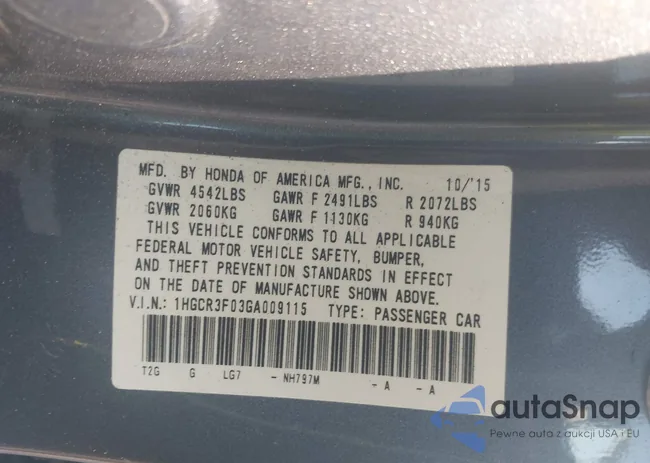 MFD. BY HONDA OF AMERICA MFG., INC. 10/'15
GVWR 4542LBS GAWR F 2491LBS R 2072LBS
GVWR 2060KG GAWR F 1130KG R 940KG
THIS VEHICLE CONFORMS TO ALL APPLICABLE
FEDERAL MOTOR VEHICLE SAFETY, BUMPER,
AND THEFT PREVENTION STANDARDS IN EFFECT
ON THE DATE OF MANUFACTURE SHOWN ABOVE.
V.I.N.: 1HGCR3F03GA009115 TYPE: PASSENGER CAR
T2G G LG7 - NH797M - A - A
autaSnap
Pewne auta z aukcji USA i EU